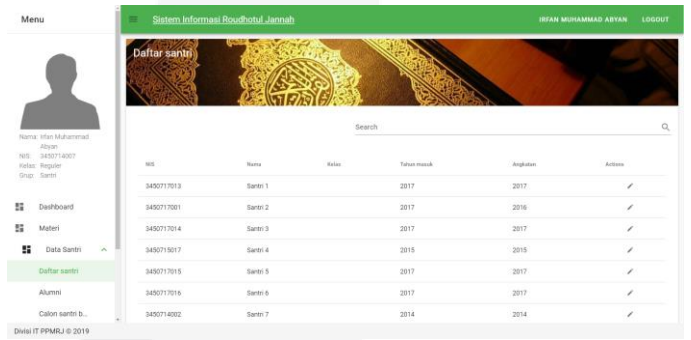 Menu
Sistem Informasi Roudhotul Jannah
IRFAN MUHAMMAD ABYAN LOGOUT
Nama: Irfan Muhammad
Abyan
NIS: 3450714007
Kelas: Reguler
Grup: Santri
Dashboard
Materi
Data Santri
Daftar santri
Alumni
Calon santri b...
Daftar santri
Search
NIS Nama Kelas Tahun masuk Angkatan Actions
3450717013 Santri 1 2017 2017
3450717001 Santri 2 2017 2016
3450717014 Santri 3 2017 2017
3450715017 Santri 4 2015 2015
3450717015 Santri 5 2017 2017
3450717016 Santri 6 2017 2017
3450714002 Santri 7 2014 2014
Divisi IT PPMRJ © 2019